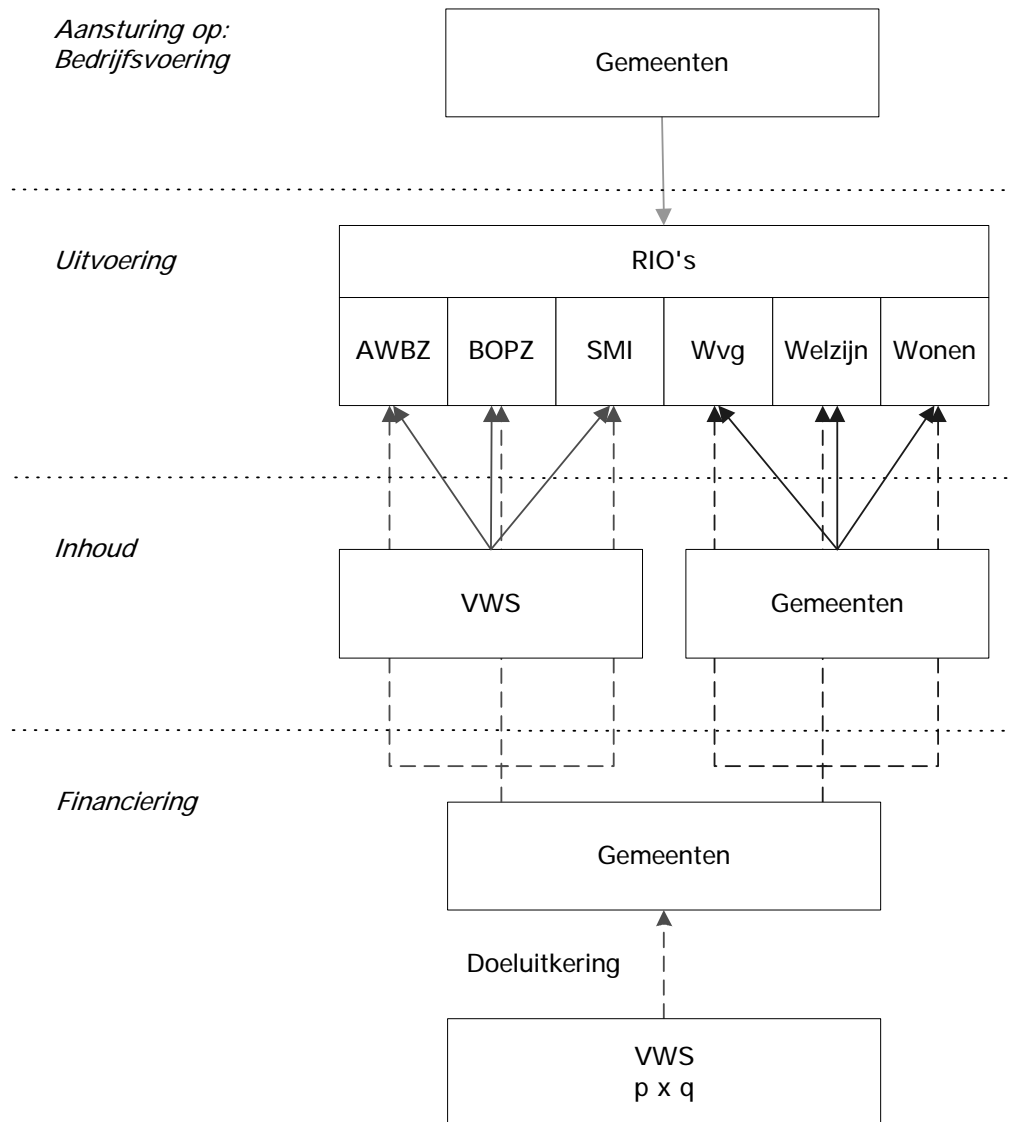 Aansturing op:
Bedrijfsvoering
Gemeenten
Uitvoering
RIO's
AWBZ BOPZ SMI Wvg Welzijn Wonen
Inhoud
VWS Gemeenten
Financiering
Gemeenten
Doeluitkering
VWS
p x q